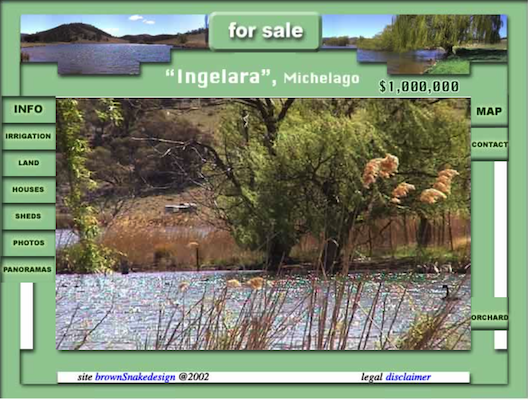 for sale
“Ingelara”, Michelago
$1,000,000
INFO
IRRIGATION
LAND
HOUSES
SHEDS
PHOTOS
PANORAMAS
MAP
CONTACT
ORCHARD
site brownSnakedesign @2002
legal disclaimer